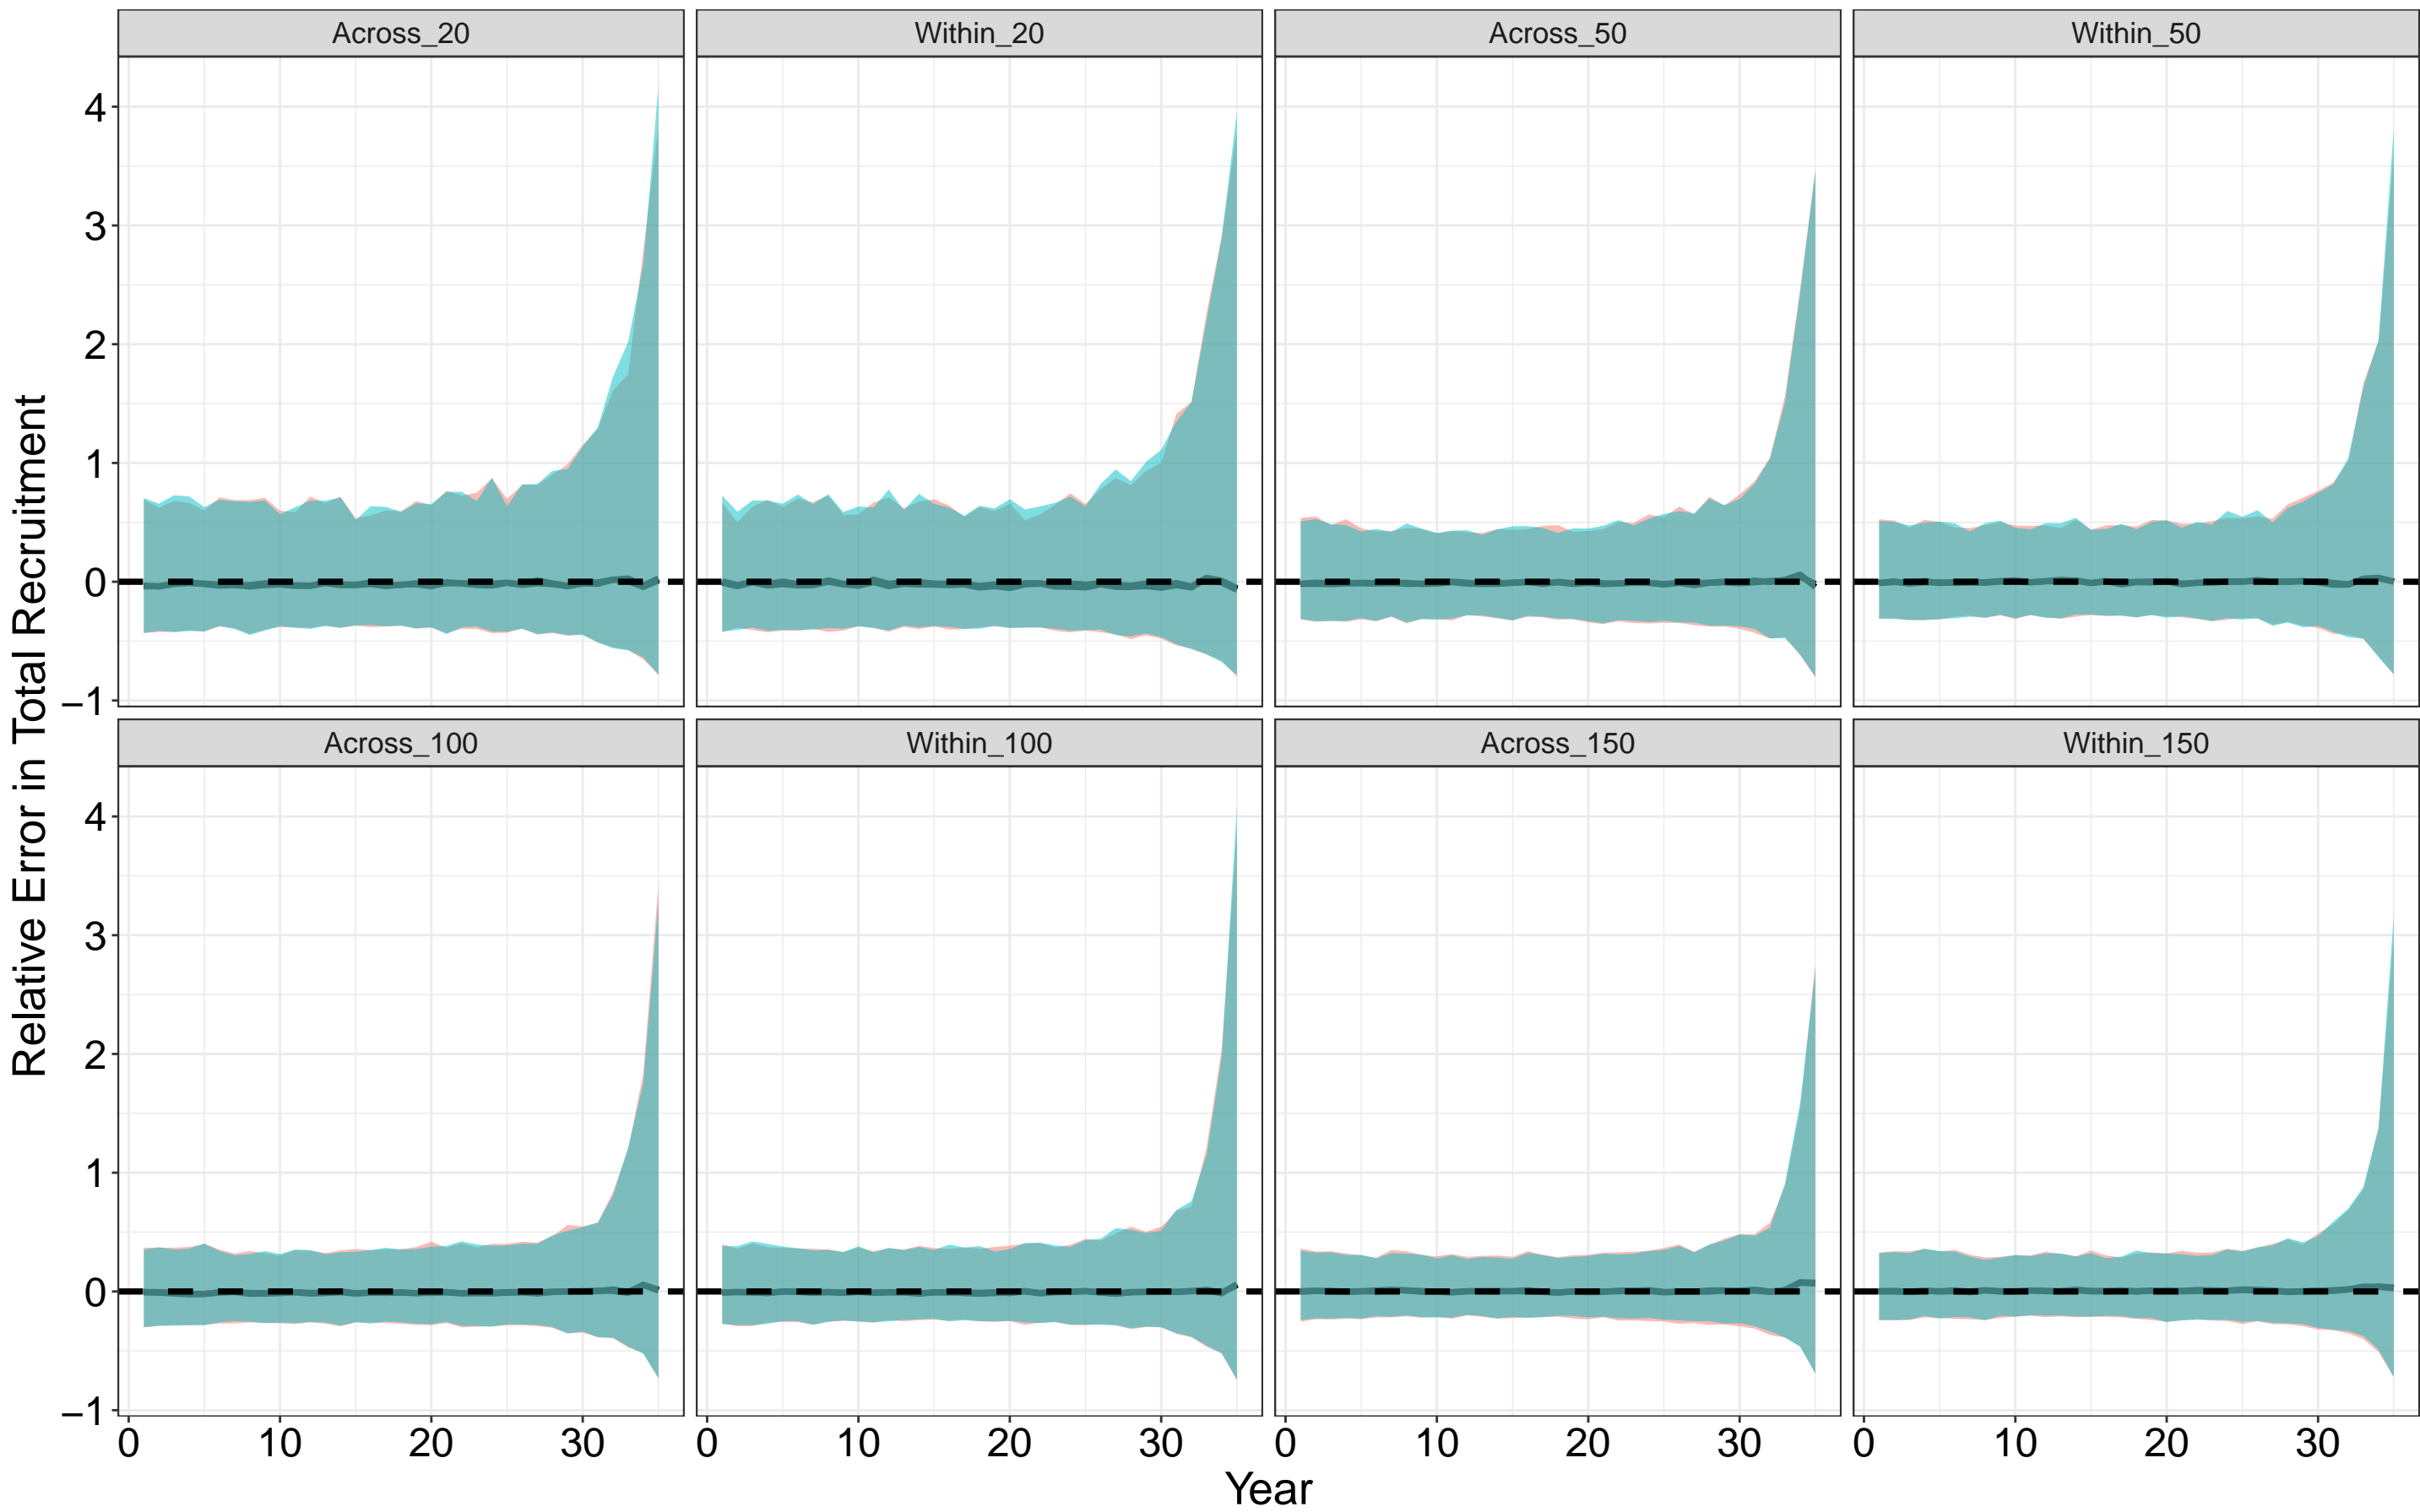 Across_20
Within_20
Across_50
Within_50
4
3
2
1
0
−1
Relative Error in Total Recruitment
Across_100
Within_100
Across_150
Within_150
4
3
2
1
0
−1
0 10 20 30 0 10 20 30 0 10 20 30 0 10 20 30
Year